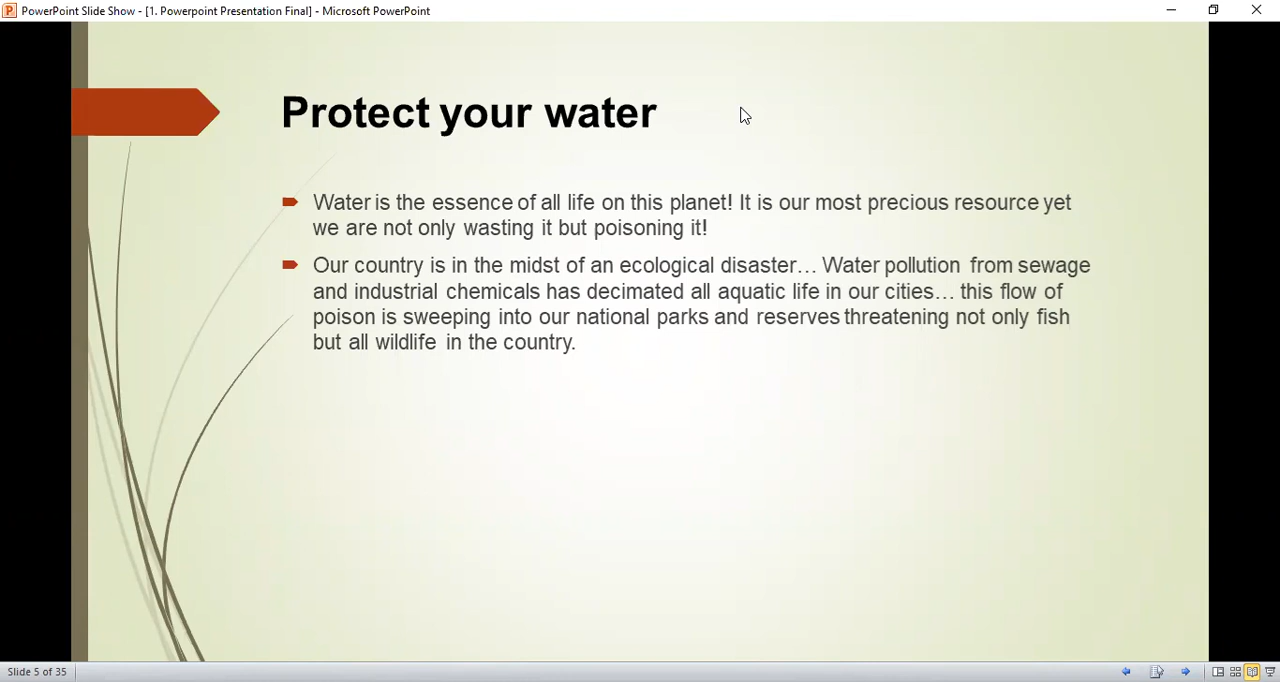 PowerPoint Slide Show - [1. Powerpoint Presentation Final] - Microsoft PowerPoint
Protect your water
Water is the essence of all life on this planet! It is our most precious resource yet
we are not only wasting it but poisoning it!
Our country is in the midst of an ecological disaster… Water pollution from sewage
and industrial chemicals has decimated all aquatic life in our cities… this flow of
poison is sweeping into our national parks and reserves threatening not only fish
but all wildlife in the country.
Slide 5 of 35